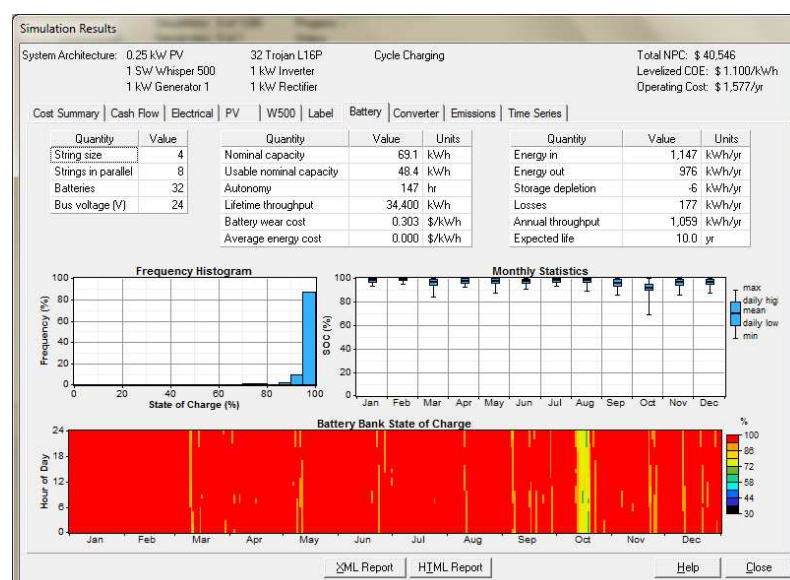 Simulation Results
System Architecture: 0.25 kW PV 32 Trojan L16P Cycle Charging Total NPC: $ 40,546
1 SW Whisper 500 1 kW Inverter Levelized COE: $ 1.100/kWh
1 kW Generator 1 1 kW Rectifier Operating Cost: $ 1,577/yr
Cost Summary Cash Flow Electrical PV W500 Label Battery Converter Emissions Time Series
Quantity Value Quantity Value Units Quantity Value Units
String size 4 Nominal capacity 69.1 kWh Energy in 1,147 kWh/yr
Strings in parallel 8 Usable nominal capacity 48.4 kWh Energy out 976 kWh/yr
Batteries 32 Autonomy 147 hr Storage depletion -6 kWh/yr
Bus voltage (V) 24 Lifetime throughput 34,400 kWh Losses 177 kWh/yr
Battery wear cost 0.303 $/kWh Annual throughput 1,059 kWh/yr
Average energy cost 0.000 $/kWh Expected life 10.0 yr
Frequency Histogram
Frequency (%)
100
80
60
40
20
0
0 20 40 60 80 100
State of Charge (%)
Monthly Statistics
SOC (%)
100
80
60
40
20
0
Jan Feb Mar Apr May Jun Jul Aug Sep Oct Nov Dec
max
daily hig
mean
daily low
min
Battery Bank State of Charge
Hour of Day
24
18
12
6
0
Jan Feb Mar Apr May Jun Jul Aug Sep Oct Nov Dec
%
100
86
72
58
44
30
XML Report HTML Report Help Close